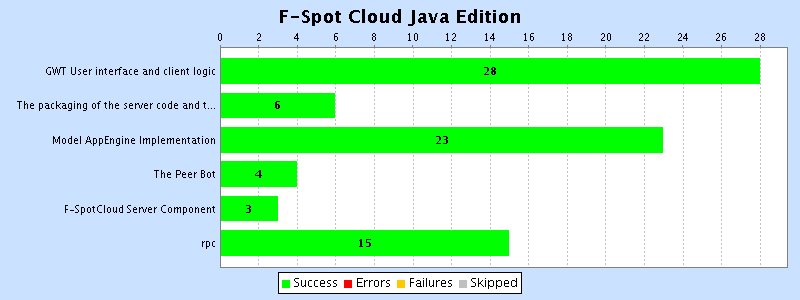 F-Spot Cloud Java Edition
0 2 4 6 8 10 12 14 16 18 20 22 24 26 28
GWT User interface and client logic 28
The packaging of the server code and t... 6
Model AppEngine Implementation 23
The Peer Bot 4
F-SpotCloud Server Component 3
rpc 15
Success Errors Failures Skipped